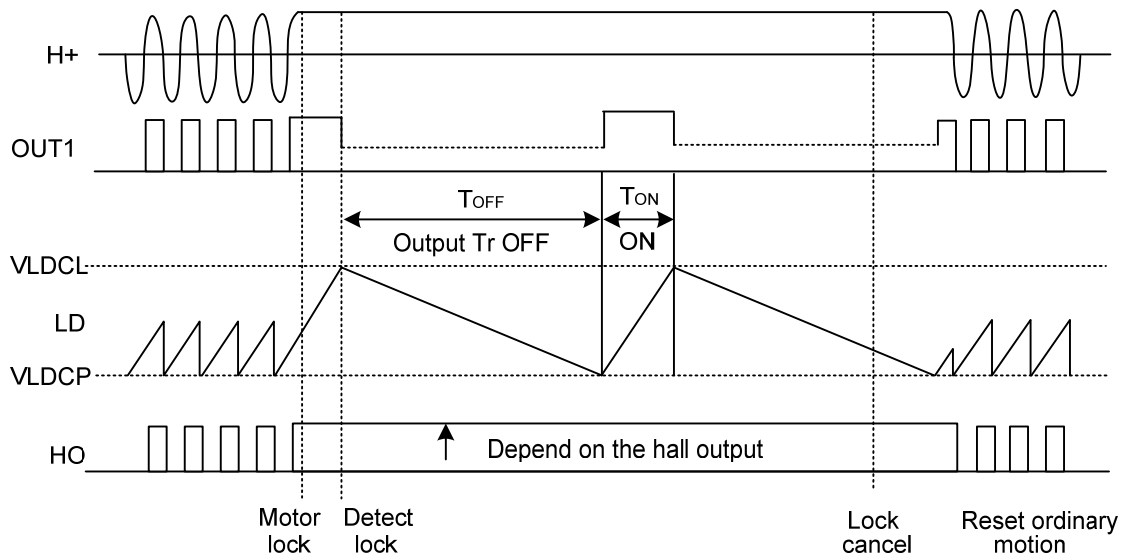 H+
OUT1
TOFF
TON
Output Tr OFF
ON
VLDCL
LD
VLDCP
HO
Depend on the hall output
Motor
lock
Detect
lock
Lock
cancel
Reset ordinary
motion